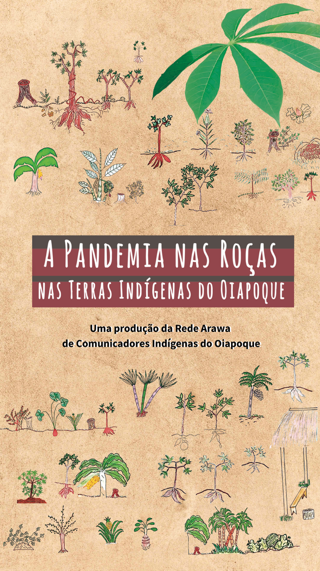 A Pandemia nas Roças
nas Terras Indígenas do Oiapoque
Uma produção da Rede Arawa
de Comunicadores Indígenas do Oiapoque